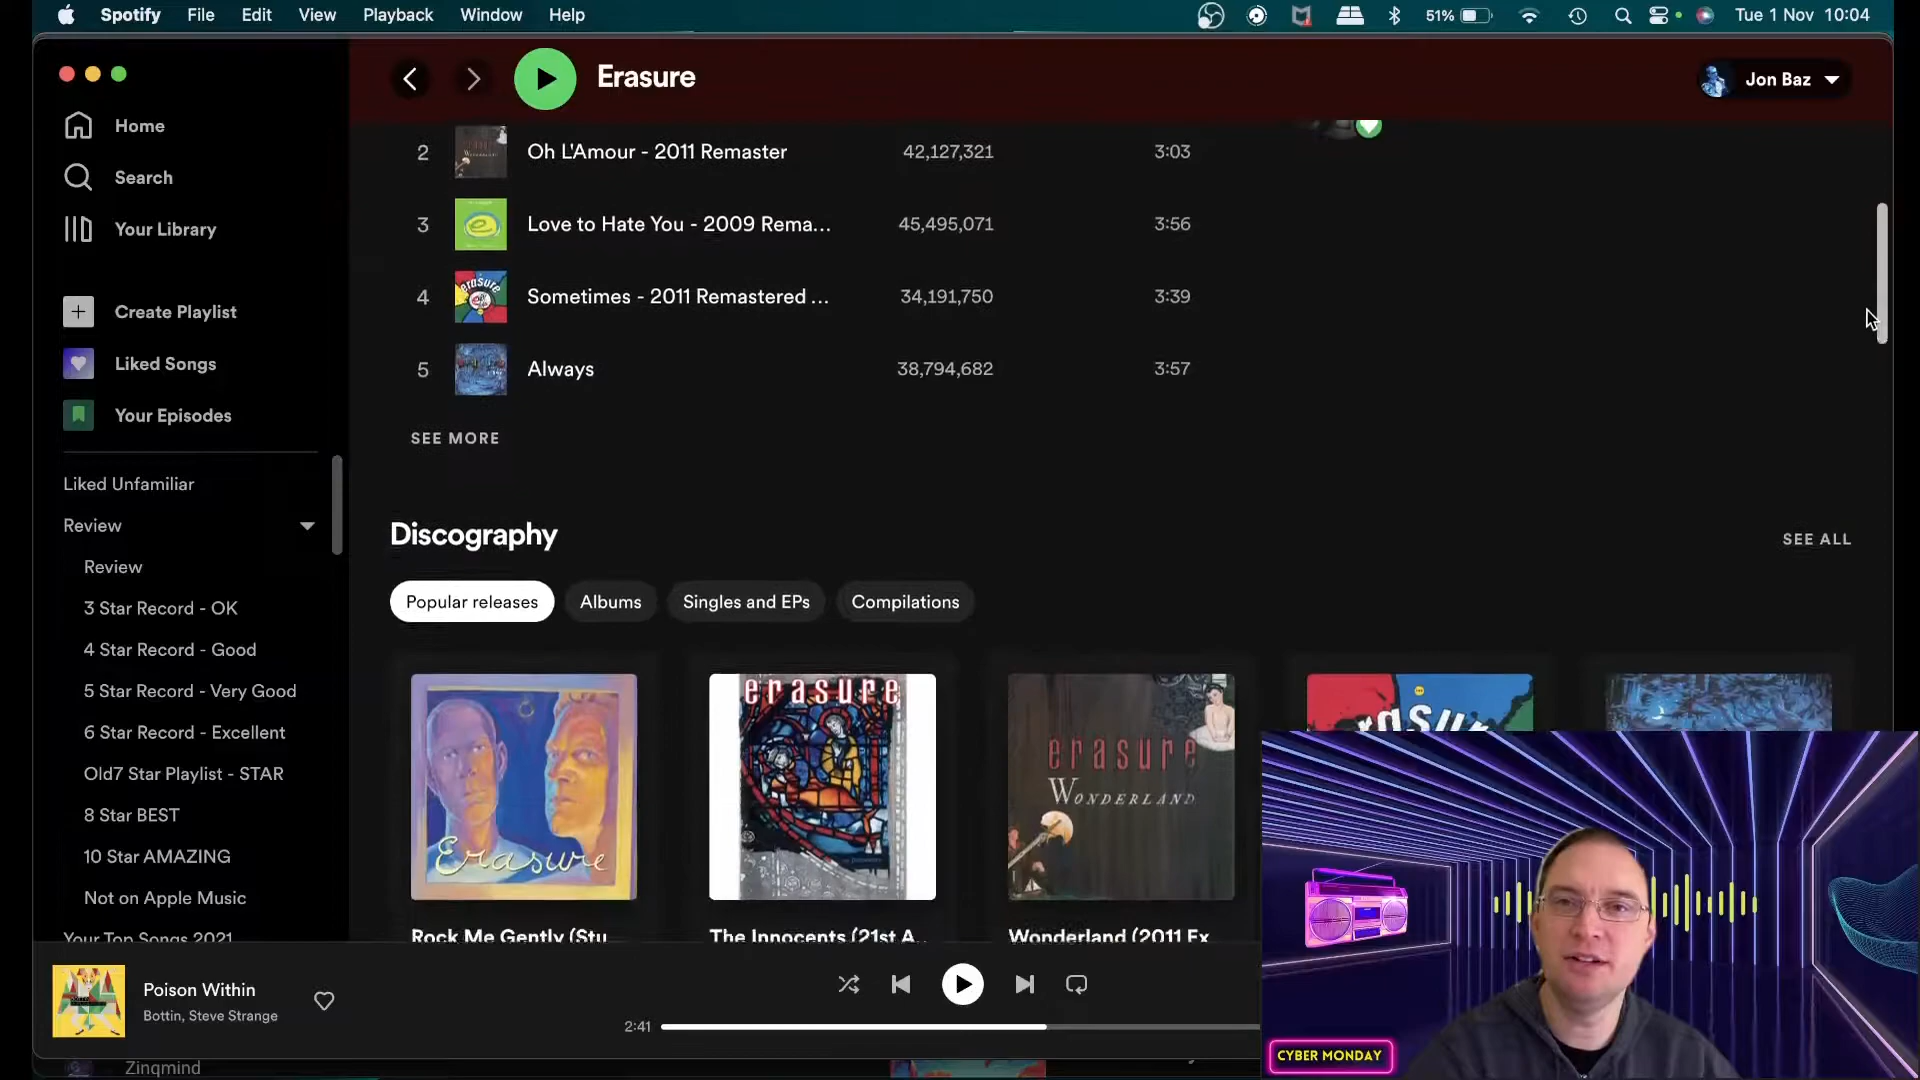 Spotify File Edit View Playback Window Help 51% Tue 1 Nov 10:04
Erasure
Jon Baz
Home
Search
Your Library
Create Playlist
Liked Songs
Your Episodes
Liked Unfamiliar
Review
Review
3 Star Record - OK
4 Star Record - Good
5 Star Record - Very Good
6 Star Record - Excellent
Old7 Star Playlist - STAR
8 Star BEST
10 Star AMAZING
Not on Apple Music
Your Top Songs 2021
2 Oh L'Amour - 2011 Remaster 42,127,321 3:03
3 Love to Hate You - 2009 Rema... 45,495,071 3:56
4 Sometimes - 2011 Remastered ... 34,191,750 3:39
5 Always 38,794,682 3:57
SEE MORE
Discography
SEE ALL
Popular releases Albums Singles and EPs Compilations
Erasure
erasure
erasure
WONDERLAND
erasure
Rock Me Gently (Stu
The Innocents (21st A...
Wonderland (2011 Ex
Poison Within
Bottin, Steve Strange
2:41
CYBER MONDAY
Zingmind